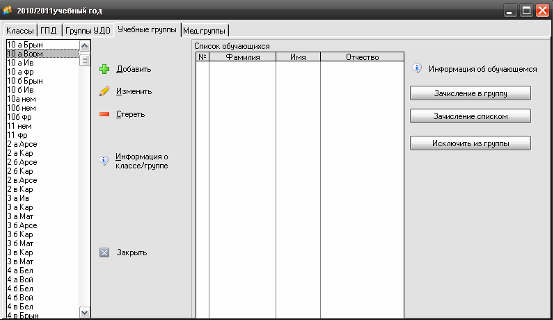 2010/2011учебный год
Классы
ГПД
Группы УДО
Учебные группы
Мед.группы
10 а Брын
10 а Воом
10 а Ив
10 а Фр
10 б Брын
10 б Ив
10а нем
10б нем
10б Фр
11 нем
11 Фр
2 а Арсе
2 а Кар
2 б Арсе
2 б Кар
2 в Арсе
2 в Кар
3 а Ив
3 а Кар
3 а Мат
3 б Арсе
3 б Кар
3 б Мат
3 в Кар
3 в Мат
4 а Бел
4 а Вой
4 б Бел
4 б Вой
4 в Бел
4 в Брын
Добавить
Изменить
Стереть
Информация о
классе/группе
Закрыть
Список обучающихся
№ Фамилия Имя Отчество
Информация об обучающемся
Зачисление в группу
Зачисление списком
Исключить из группы